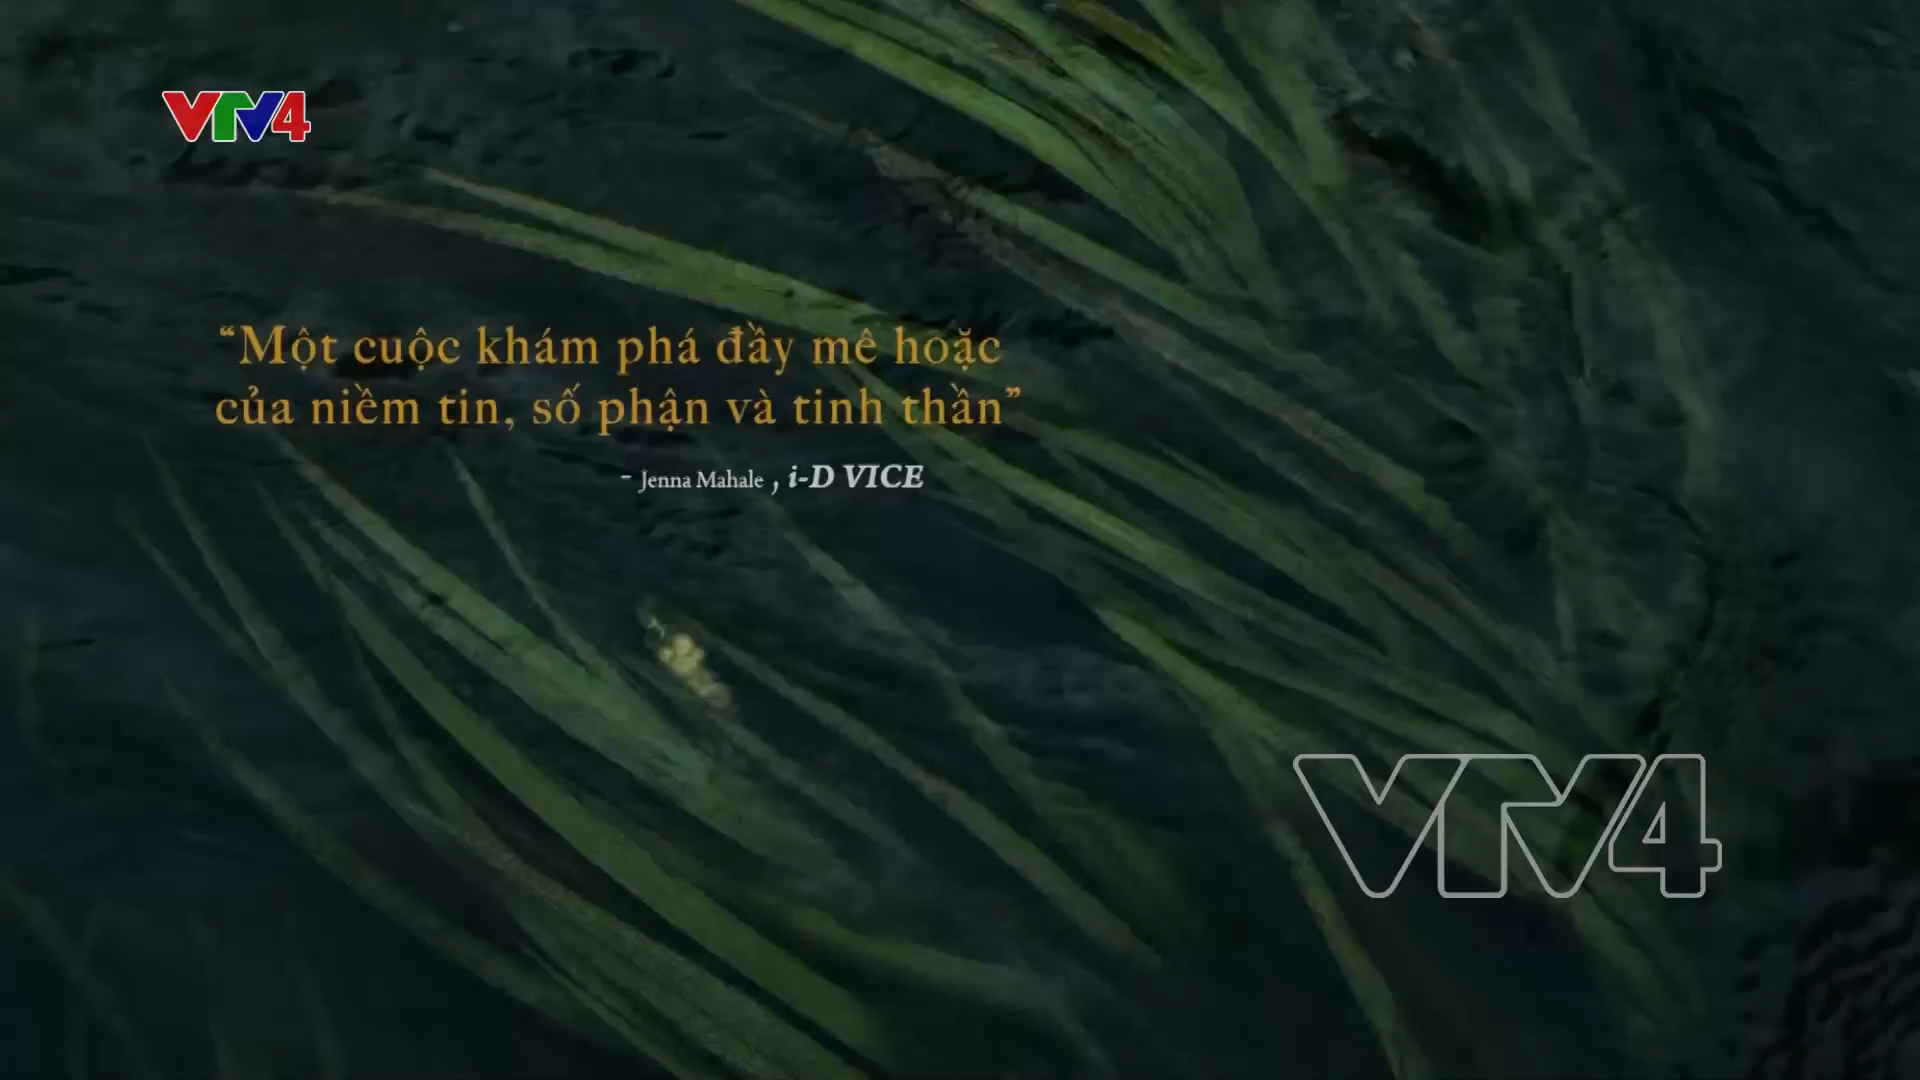 VTV4
“Một cuộc khám phá đầy mê hoặc
của niềm tin, số phận và tinh thần”
- Jenna Mahale , i-D VICE
VTV4